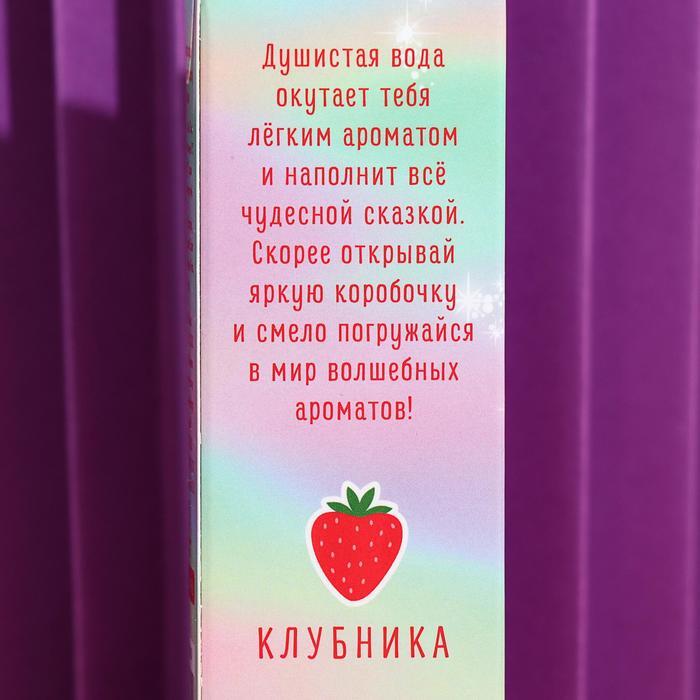 Душистая вода
окутает тебя
лёгким ароматом
и наполнит всё
чудесной сказкой.
Скорее открывай
яркую коробочку
и смело погружайся
в мир волшебных
ароматов!
КЛУБНИКА